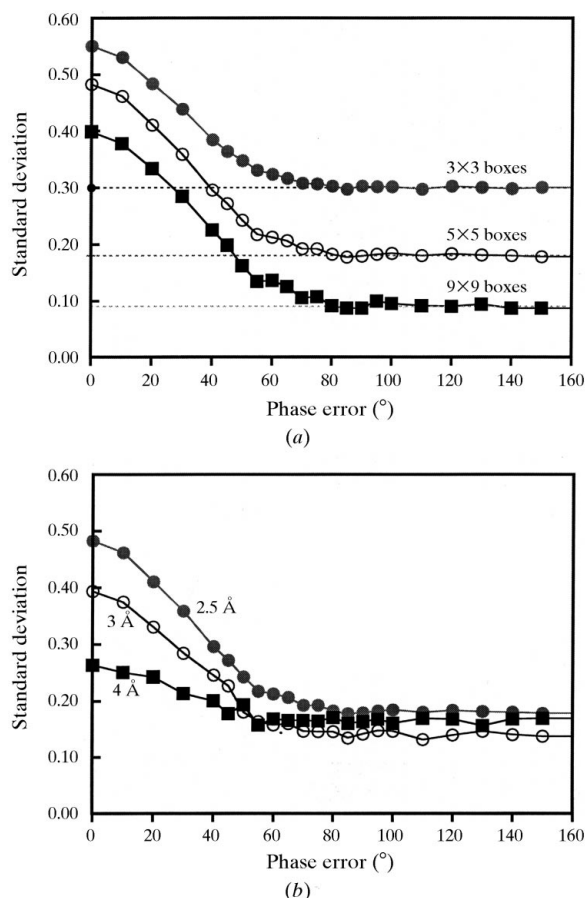 0.60
0.50
0.40
0.30
0.20
0.10
0.00
Standard deviation
3×3 boxes
5×5 boxes
9×9 boxes
0 20 40 60 80 100 120 140 160
Phase error (°)
(a)
0.60
0.50
0.40
0.30
0.20
0.10
0.00
Standard deviation
2.5 Å
3 Å
4 Å
0 20 40 60 80 100 120 140 160
Phase error (°)
(b)